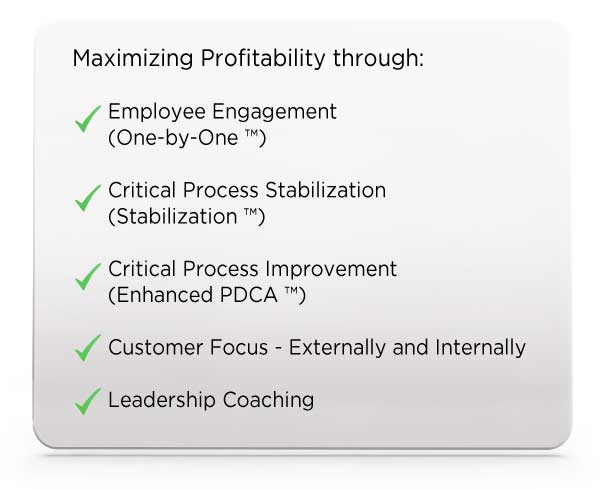 Maximizing Profitability through:
Employee Engagement
(One-by-One ™)
Critical Process Stabilization
(Stabilization ™)
Critical Process Improvement
(Enhanced PDCA ™)
Customer Focus - Externally and Internally
Leadership Coaching